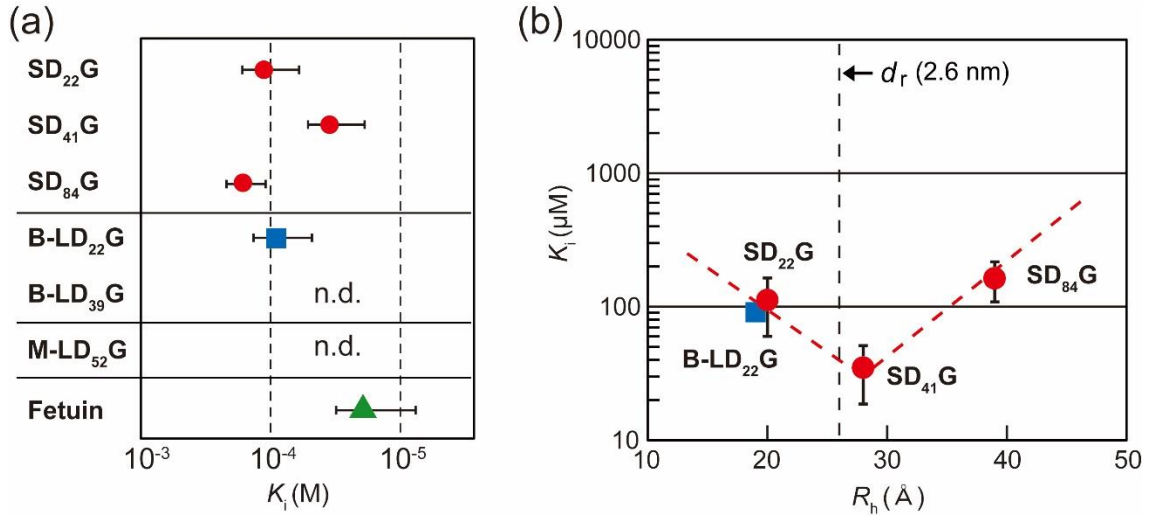 (a)
SD₂₂G
SD₄₁G
SD₈₄G
B-LD₂₂G
B-LD₃₉G n.d.
M-LD₅₂G n.d.
Fetuin
10⁻³ 10⁻⁴ 10⁻⁵
Kᵢ (M)
(b)
10000
1000
100
10
Kᵢ (µM)
← dᵣ (2.6 nm)
SD₂₂G
SD₈₄G
B-LD₂₂G
SD₄₁G
10 20 30 40 50
Rₕ (Å)